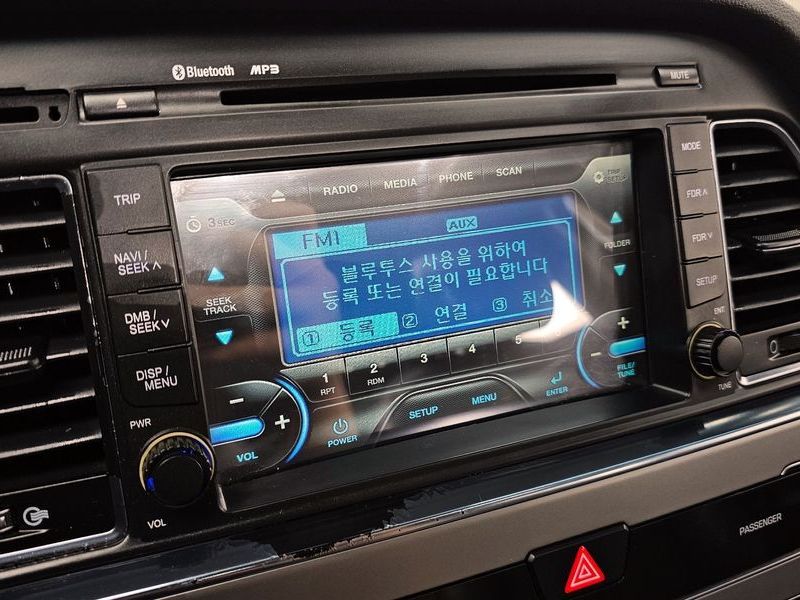 Bluetooth MP3
MUTE
TRIP
NAVI/
SEEK ∧
DMB/
SEEK ∨
DISP/
MENU
PWR
VOL
RADIO MEDIA PHONE SCAN
TRIP
SETUP
3SEC
SEEK
TRACK
FM1 AUX
블루투스 사용을 위하여
등록 또는 연결이 필요합니다
① 등록 ② 연결 ③ 취소
FOLDER
1 RPT 2 RDM 3 4 5
− + VOL
POWER
SETUP
MENU
ENTER
+ −
FILE/
TUNE
MODE
FDR ∧
FDR ∨
SETUP
ENT
TUNE
0
PASSENGER